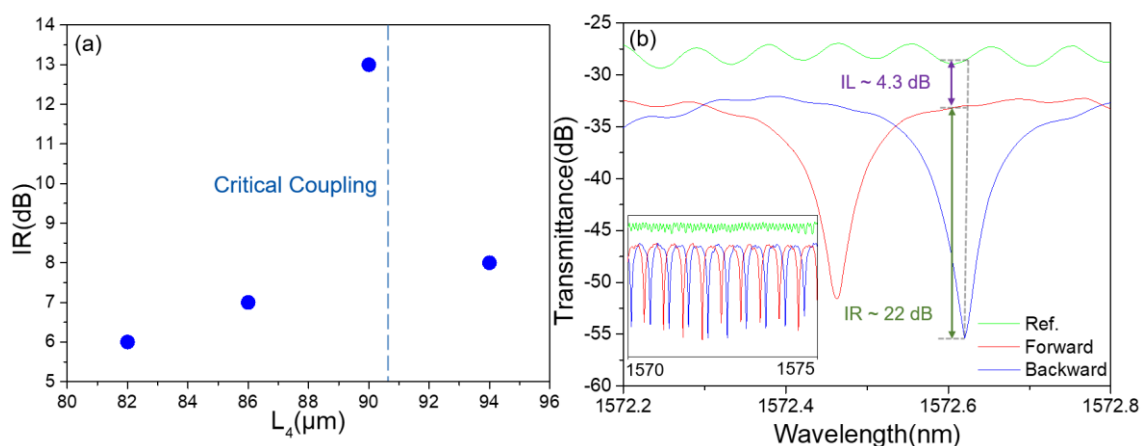 (a)
IR(dB)
13
12
11
10
9
8
7
6
5
Critical Coupling
80 82 84 86 88 90 92 94 96
L4(μm)
(b)
Transmittance(dB)
-25
-30
-35
-40
-45
-50
-55
-60
IL ~ 4.3 dB
IR ~ 22 dB
1570 1575
Ref.
Forward
Backward
1572.2 1572.4 1572.6 1572.8
Wavelength(nm)